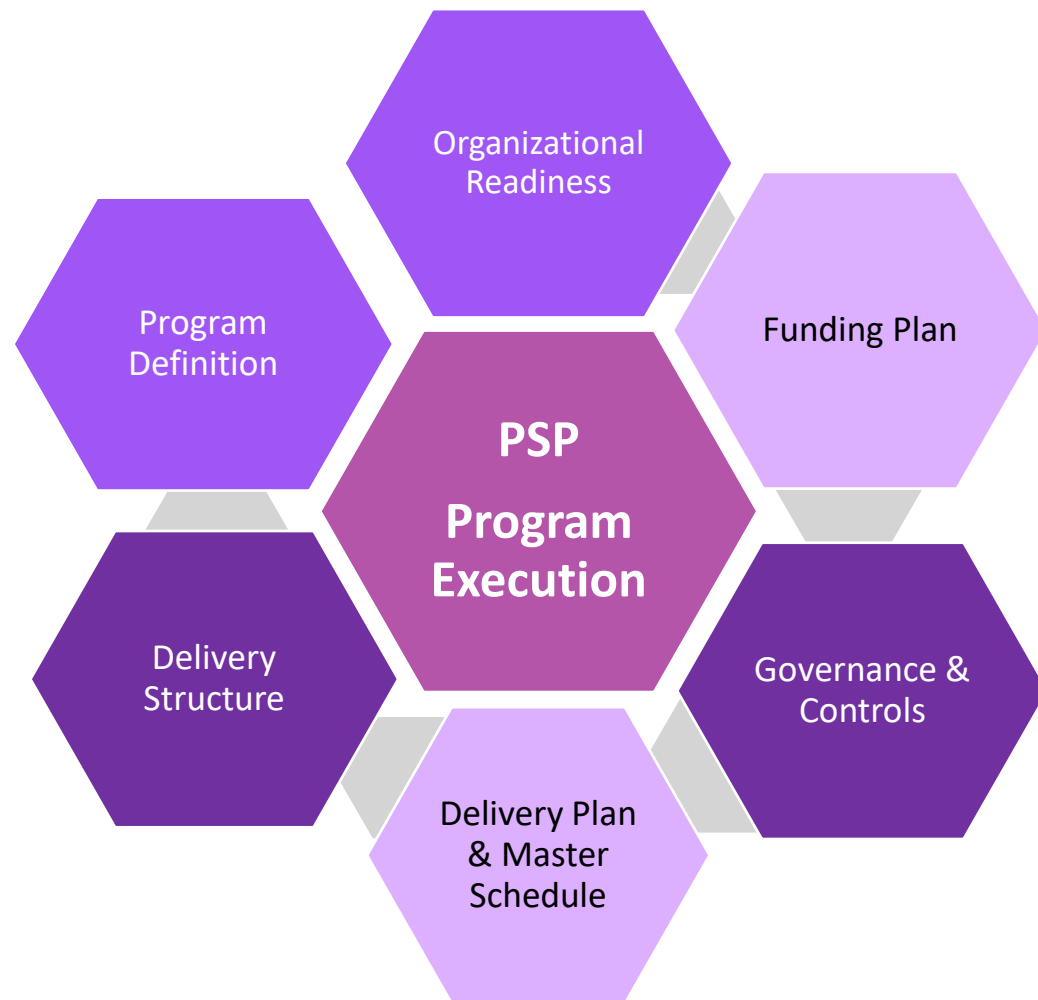 Organizational
Readiness
Program
Definition
Funding Plan
PSP
Program
Execution
Delivery
Structure
Governance &
Controls
Delivery Plan
& Master
Schedule